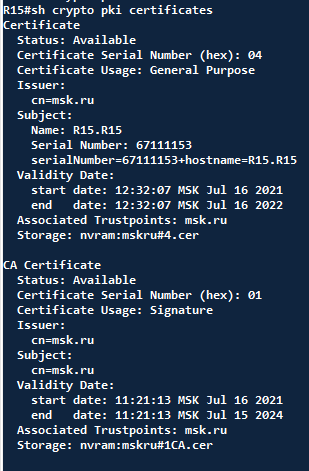 R15#sh crypto pki certificates
Certificate
  Status: Available
  Certificate Serial Number (hex): 04
  Certificate Usage: General Purpose
  Issuer:
    cn=msk.ru
  Subject:
    Name: R15.R15
    Serial Number: 67111153
    serialNumber=67111153+hostname=R15.R15
  Validity Date:
    start date: 12:32:07 MSK Jul 16 2021
    end   date: 12:32:07 MSK Jul 16 2022
  Associated Trustpoints: msk.ru
  Storage: nvram:mskru#4.cer

CA Certificate
  Status: Available
  Certificate Serial Number (hex): 01
  Certificate Usage: Signature
  Issuer:
    cn=msk.ru
  Subject:
    cn=msk.ru
  Validity Date:
    start date: 11:21:13 MSK Jul 16 2021
    end   date: 11:21:13 MSK Jul 15 2024
  Associated Trustpoints: msk.ru
  Storage: nvram:mskru#1CA.cer